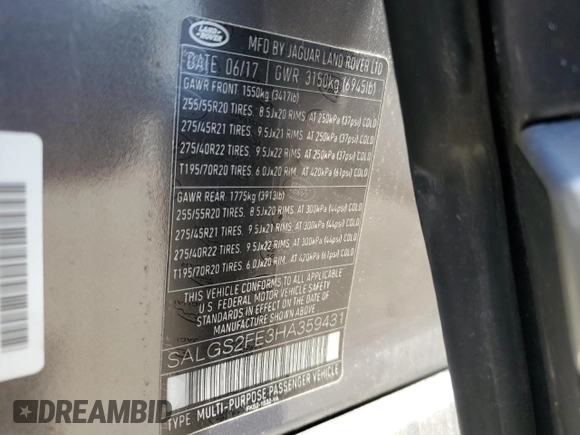 LAND ROVER
MFD BY JAGUAR LAND ROVER LTD
DATE 06/17 GWR 3150kg (6945lb)
GAWR FRONT 1550kg (3417lb)
255/55R20 TIRES. 8.5Jx20 RIMS. AT 250kPa (37psi) COLD
275/45R21 TIRES. 9.5Jx21 RIMS. AT 250kPa (37psi) COLD
275/40R22 TIRES. 9.5Jx22 RIMS. AT 250kPa (37psi) COLD
T195/70R20 TIRES. 6.0Jx20 RIM. AT 420kPa (61psi) COLD
GAWR REAR 1775kg (3913lb)
255/55R20 TIRES. 8.5Jx20 RIMS. AT 300kPa (44psi) COLD
275/45R21 TIRES. 9.5Jx21 RIMS. AT 300kPa (44psi) COLD
275/40R22 TIRES. 9.5Jx22 RIMS. AT 300kPa (44psi) COLD
T195/70R20 TIRES. 6.0Jx20 RIM. AT 420kPa (61psi) COLD
THIS VEHICLE CONFORMS TO ALL APPLICABLE
U S FEDERAL MOTOR VEHICLE SAFETY
STANDARDS IN EFFECT ON THE DATE OF
MANUFACTURE SHOWN ABOVE
SALGS2FE3HA359431
TYPE: MULTI-PURPOSE PASSENGER VEHICLE
DREAMBID